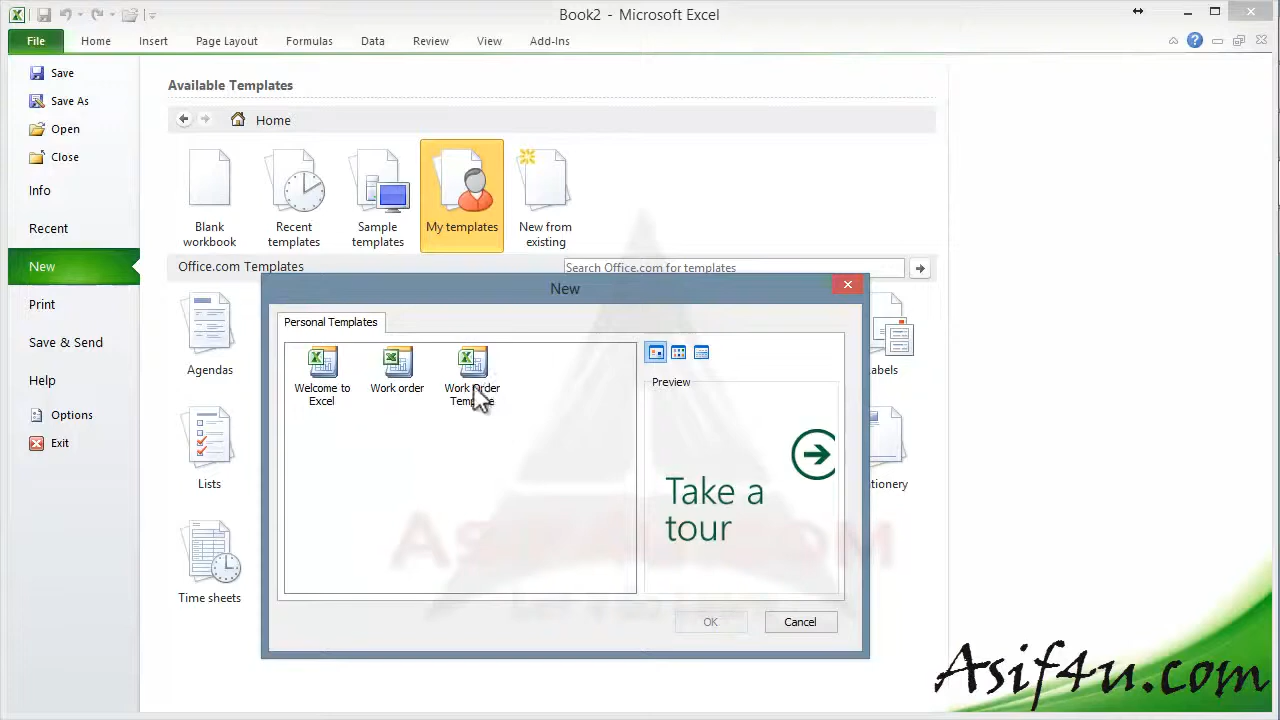 Book2 - Microsoft Excel
File Home Insert Page Layout Formulas Data Review View Add-Ins
Save
Save As
Open
Close
Info
Recent
New
Print
Save & Send
Help
Options
Exit
Available Templates
Home
Blank
workbook
Recent
templates
Sample
templates
My templates
New from
existing
Office.com Templates
Search Office.com for templates
Agendas
Lists
Time sheets
New
Personal Templates
Welcome to
Excel
Work order
Work Order
Preview
Take a
tour
OK
Cancel
Asif4u.com